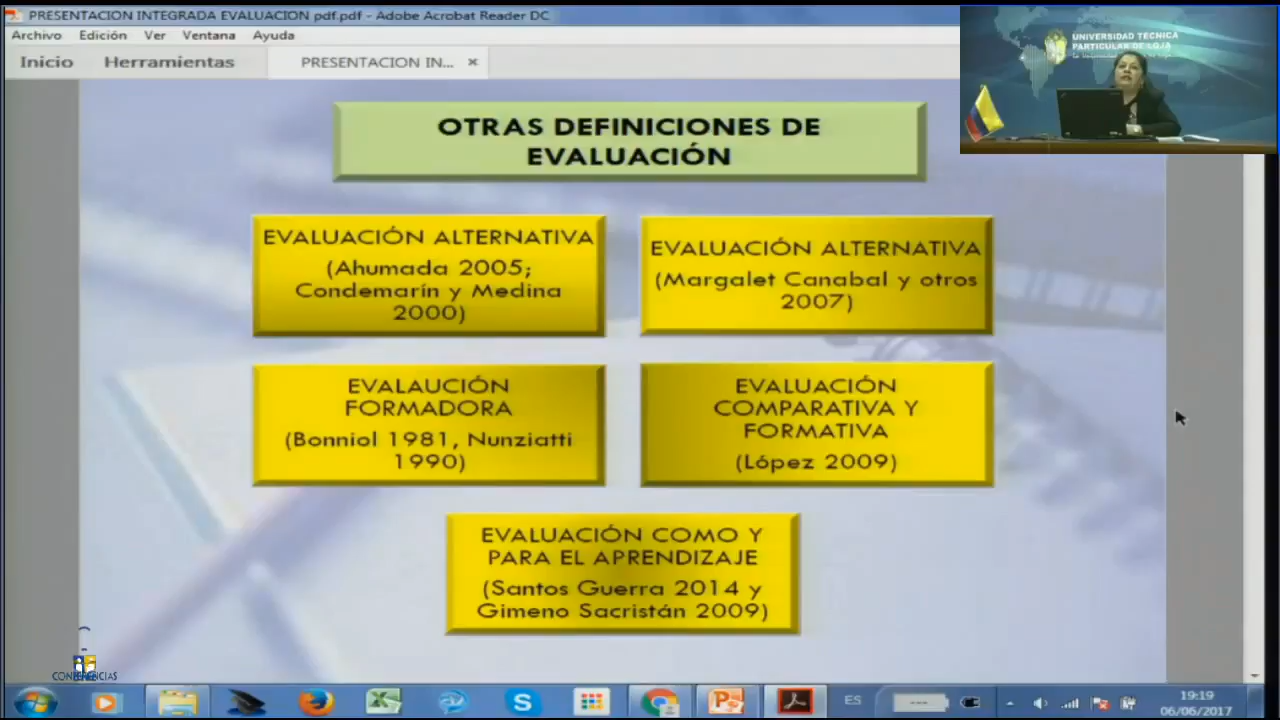 PRESENTACION INTEGRADA EVALUACION pdf.pdf - Adobe Acrobat Reader DC
Archivo Edición Ver Ventana Ayuda
Inicio Herramientas PRESENTACION IN... ×
UNIVERSIDAD TÉCNICA
PARTICULAR DE LOJA
OTRAS DEFINICIONES DE
EVALUACIÓN
EVALUACIÓN ALTERNATIVA
(Ahumada 2005;
Condemarín y Medina
2000)
EVALUACIÓN ALTERNATIVA
(Margalet Canabal y otros
2007)
EVALAUCIÓN
FORMADORA
(Bonniol 1981, Nunziatti
1990)
EVALUACIÓN
COMPARATIVA Y
FORMATIVA
(López 2009)
EVALUACIÓN COMO Y
PARA EL APRENDIZAJE
(Santos Guerra 2014 y
Gimeno Sacristán 2009)
CONFERENCIAS
ES
19:19
06/06/2017